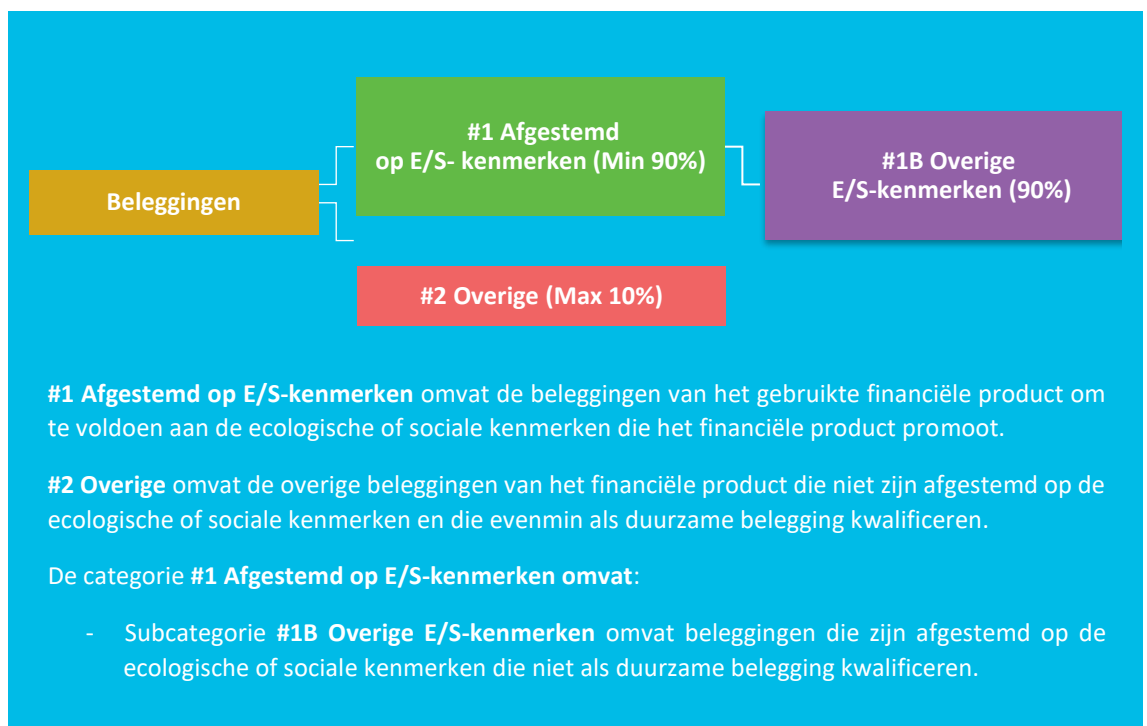 #1 Afgestemd
op E/S- kenmerken (Min 90%)
#1B Overige
E/S-kenmerken (90%)
Beleggingen
#2 Overige (Max 10%)
#1 Afgestemd op E/S-kenmerken omvat de beleggingen van het gebruikte financiële product om
te voldoen aan de ecologische of sociale kenmerken die het financiële product promoot.
#2 Overige omvat de overige beleggingen van het financiële product die niet zijn afgestemd op de
ecologische of sociale kenmerken en die evenmin als duurzame belegging kwalificeren.
De categorie #1 Afgestemd op E/S-kenmerken omvat:
- Subcategorie #1B Overige E/S-kenmerken omvat beleggingen die zijn afgestemd op de
ecologische of sociale kenmerken die niet als duurzame belegging kwalificeren.